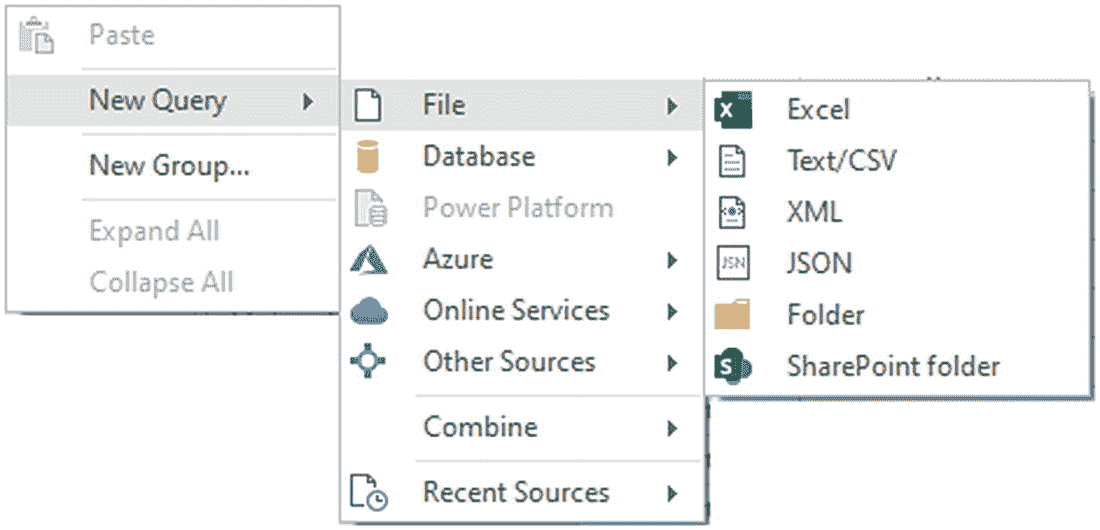 Paste
New Query
New Group...
Expand All
Collapse All
File
Database
Power Platform
Azure
Online Services
Other Sources
Combine
Recent Sources
Excel
Text/CSV
XML
JSON
Folder
SharePoint folder